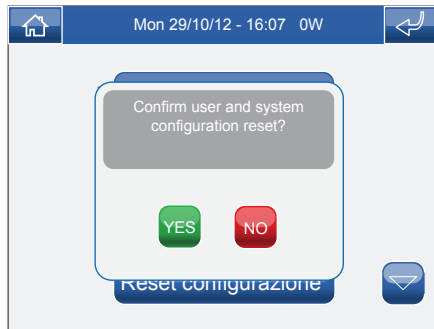 Mon 29/10/12 - 16:07 0W
Confirm user and system
configuration reset?
YES
NO
Reset configurazione